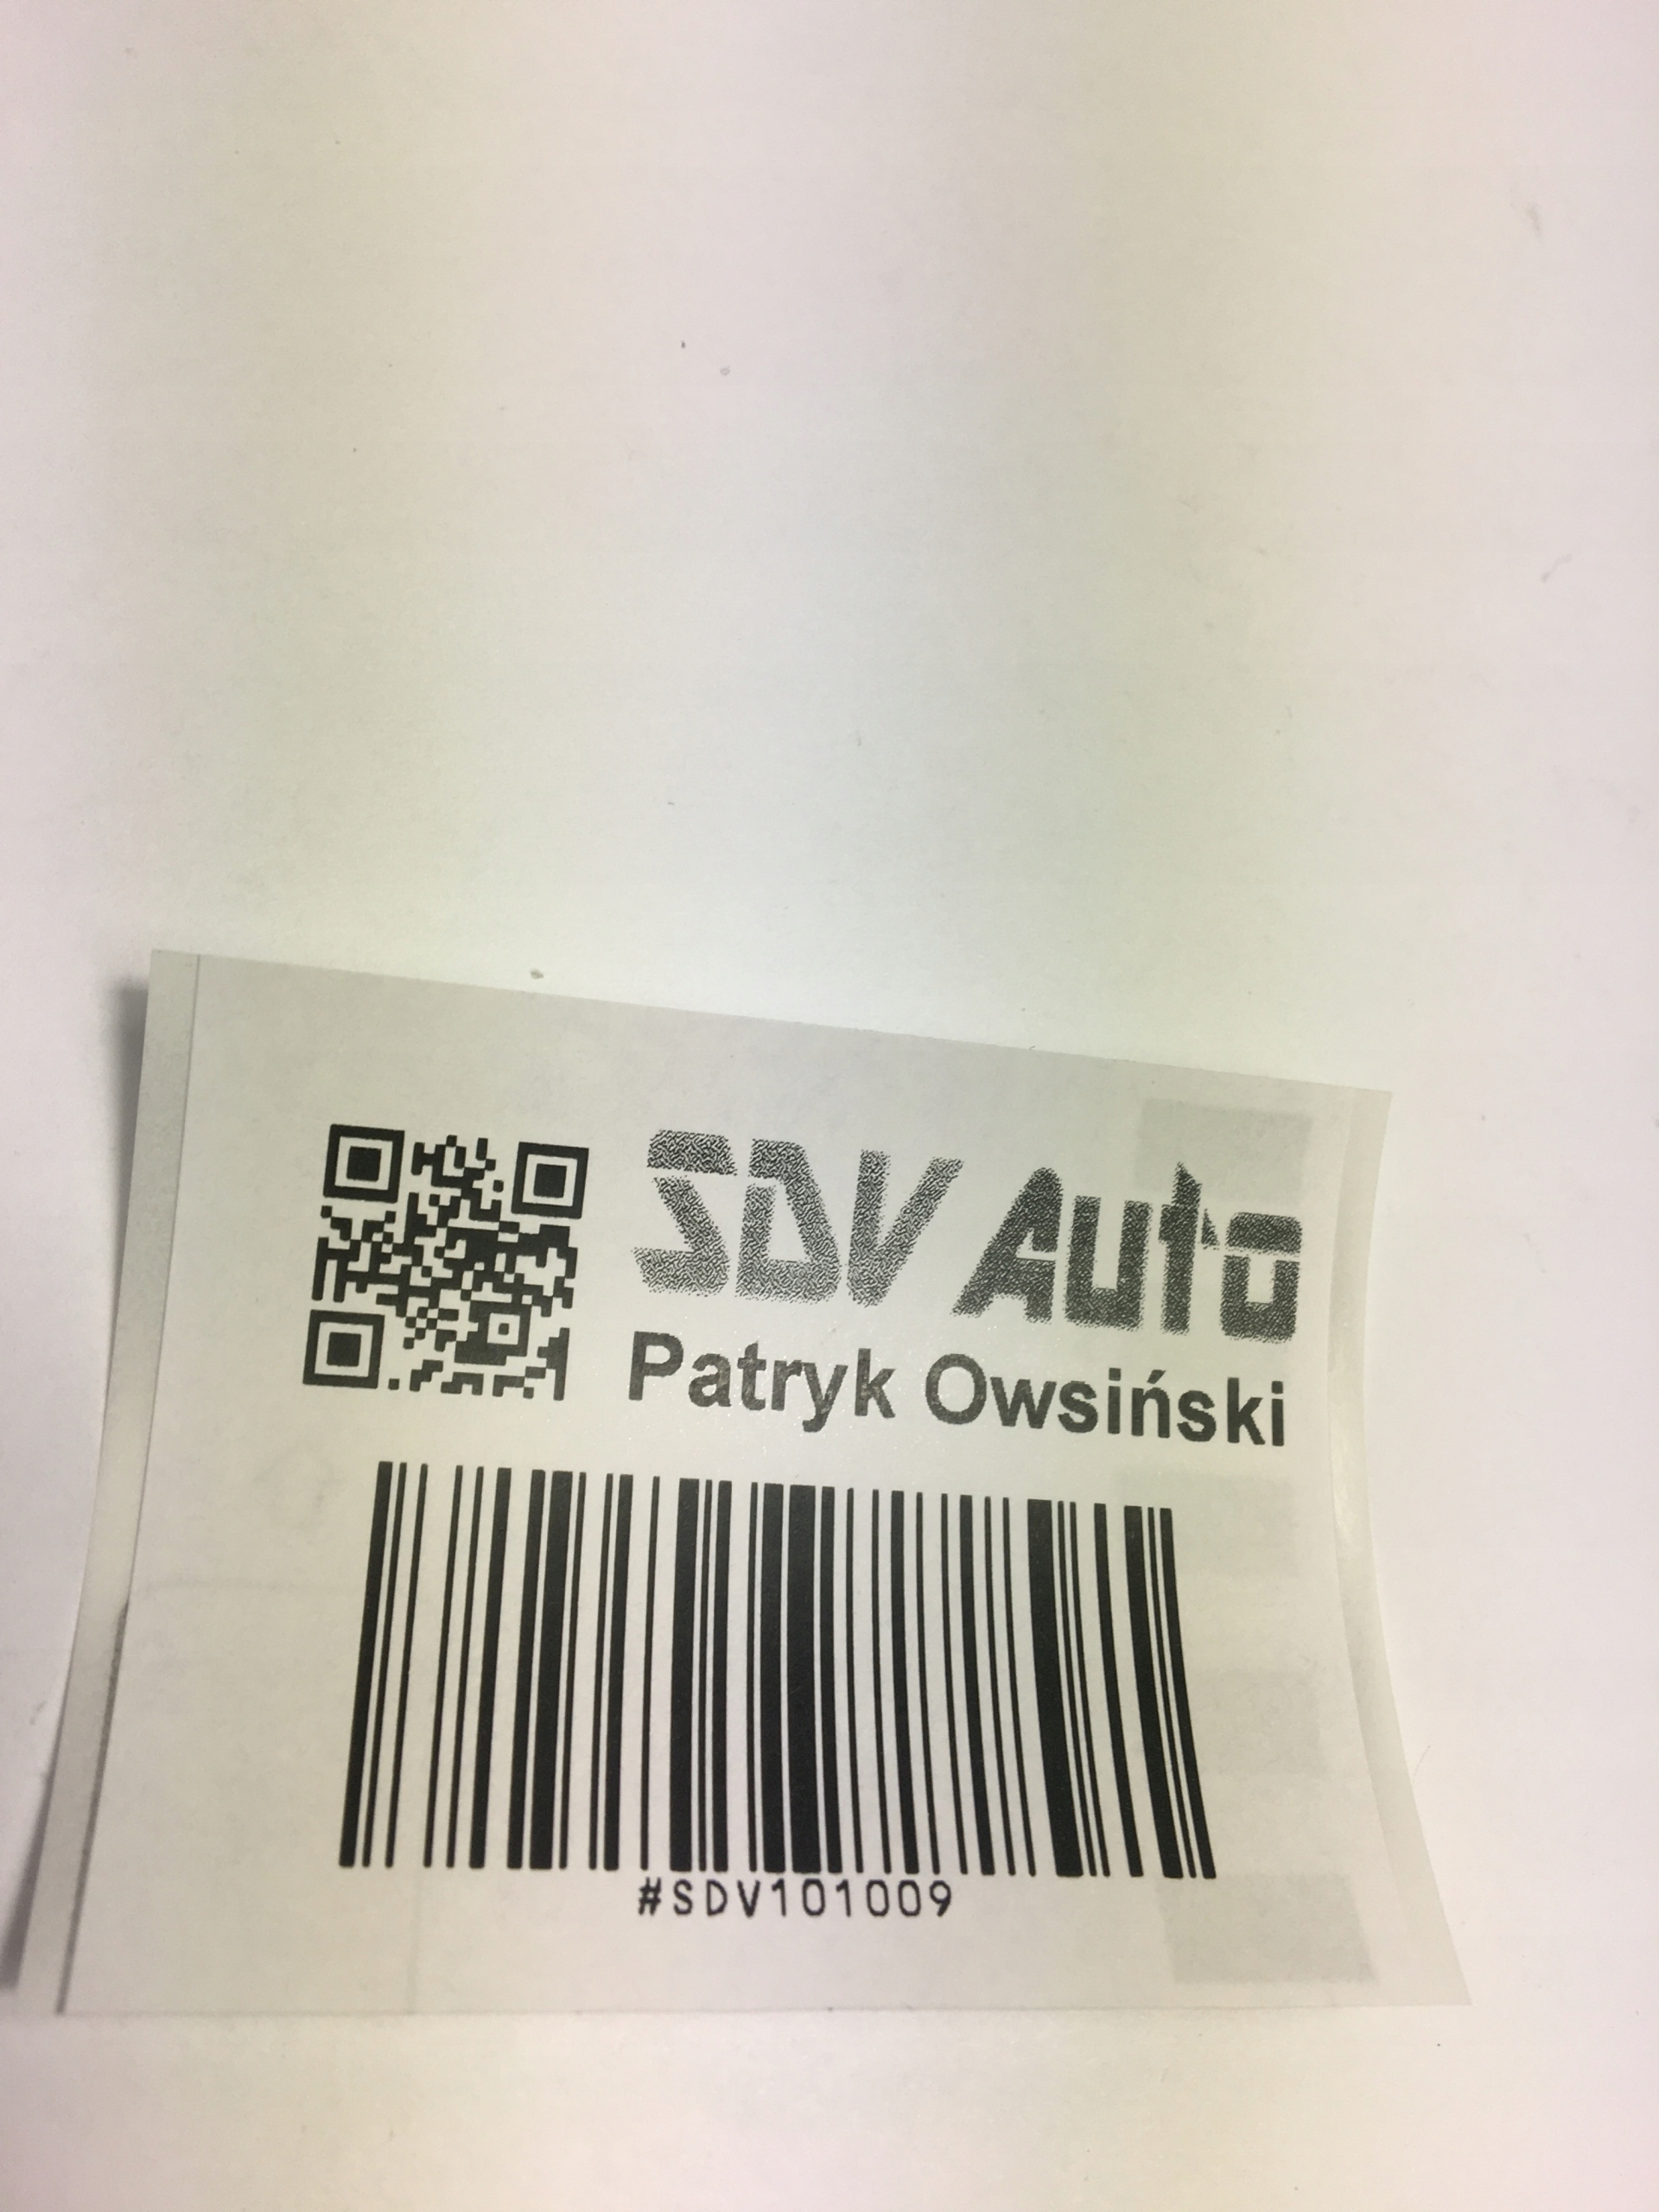 SDV Auto
Patryk Owsiński
#SDV101009